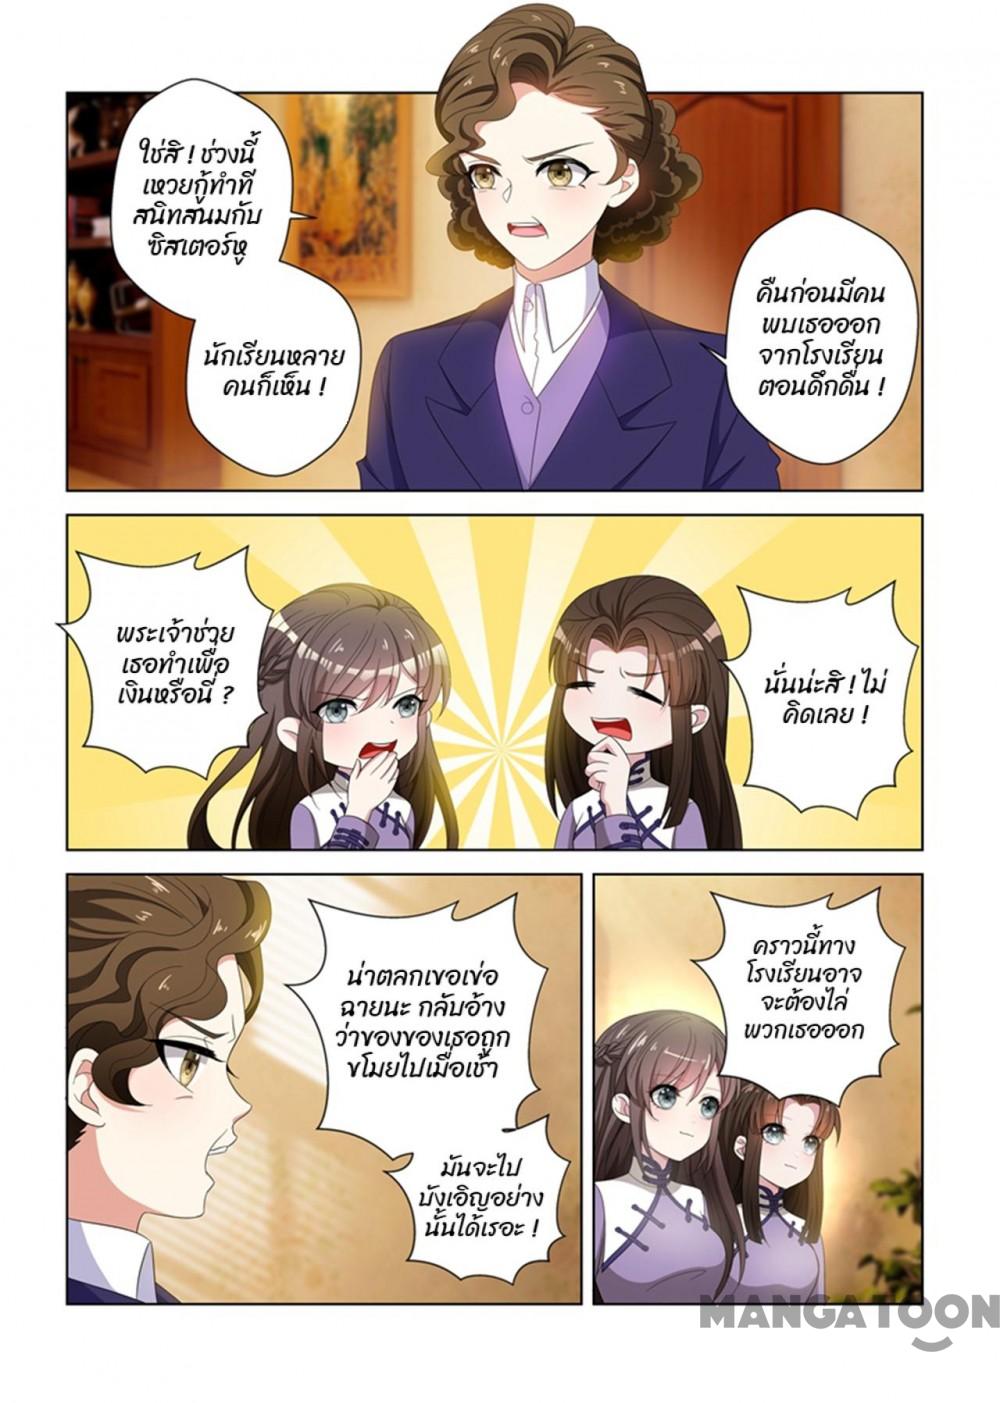 ใช่สิ ! ช่วงนี้
เหวยกู้ทำที
สนิทสนมกับ
ซิสเตอร์หู
นักเรียนหลาย
คนก็เห็น !
คืนก่อนมีคน
พบเธอออก
จากโรงเรียน
ตอนดึกดื่น !
พระเจ้าช่วย
เธอทำเพื่อ
เงินหรือนี่ ?
นั่นน่ะสิ ! ไม่
คิดเลย !
น่าตลกเขอเข่อ
ฉายนะ กลับอ้าง
ว่าของของเธอถูก
ขโมยไปเมื่อเช้า
มันจะไป
บังเอิญอย่าง
นั้นได้เรอะ !
คราวนี้ทาง
โรงเรียนอาจ
จะต้องไล่
พวกเธอออก
MANGATOON